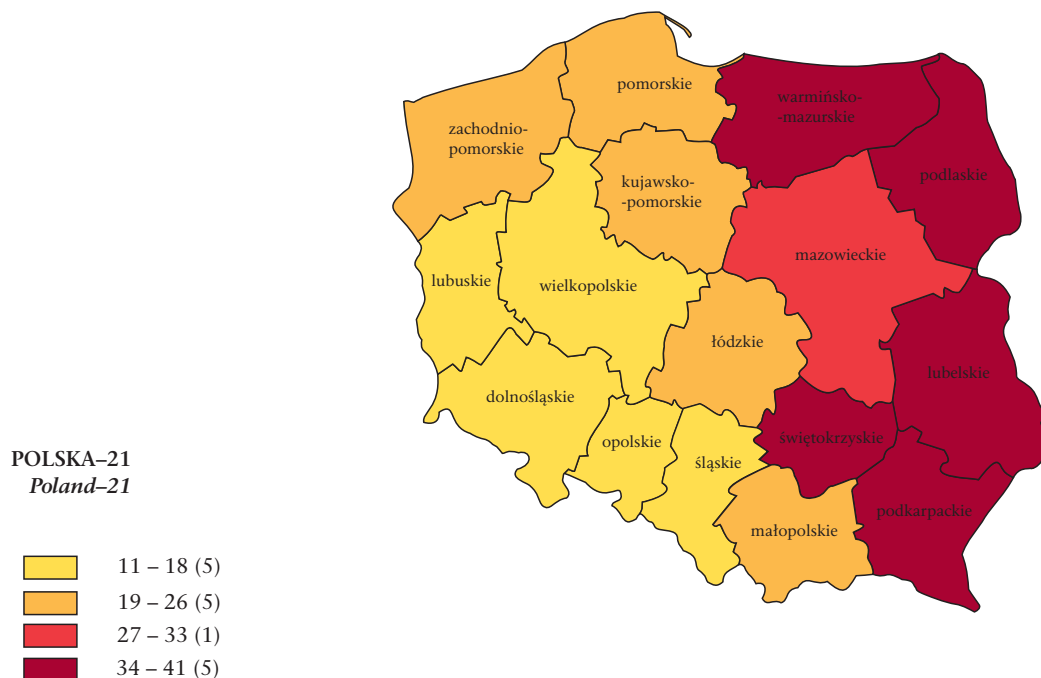 pomorskie
warmińsko-
-mazurskie
zachodnio-
pomorskie
podlaskie
kujawsko-
-pomorskie
mazowieckie
lubuskie
wielkopolskie
łódzkie
lubelskie
dolnośląskie
świętokrzyskie
opolskie
śląskie
podkarpackie
małopolskie
POLSKA–21
Poland–21
11 – 18 (5)
19 – 26 (5)
27 – 33 (1)
34 – 41 (5)